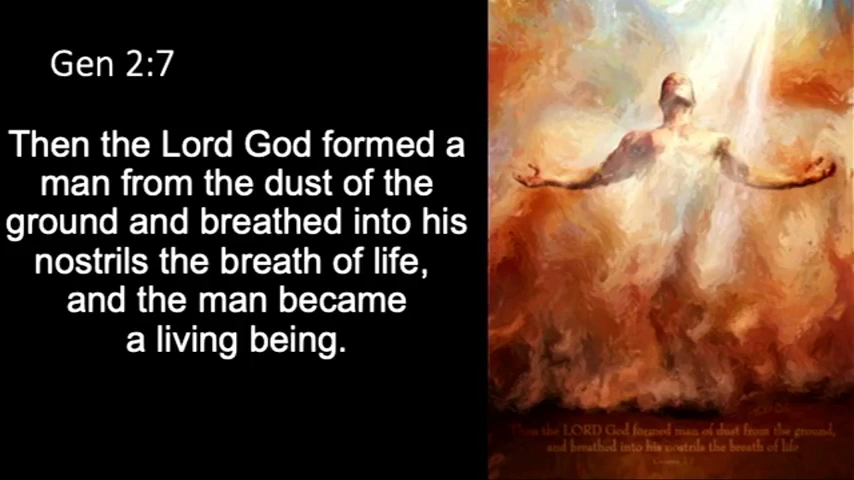 Gen 2:7
Then the Lord God formed a
man from the dust of the
ground and breathed into his
nostrils the breath of life,
and the man became
a living being.
Then the LORD God formed man of dust from the ground,
and breathed into his nostrils the breath of life